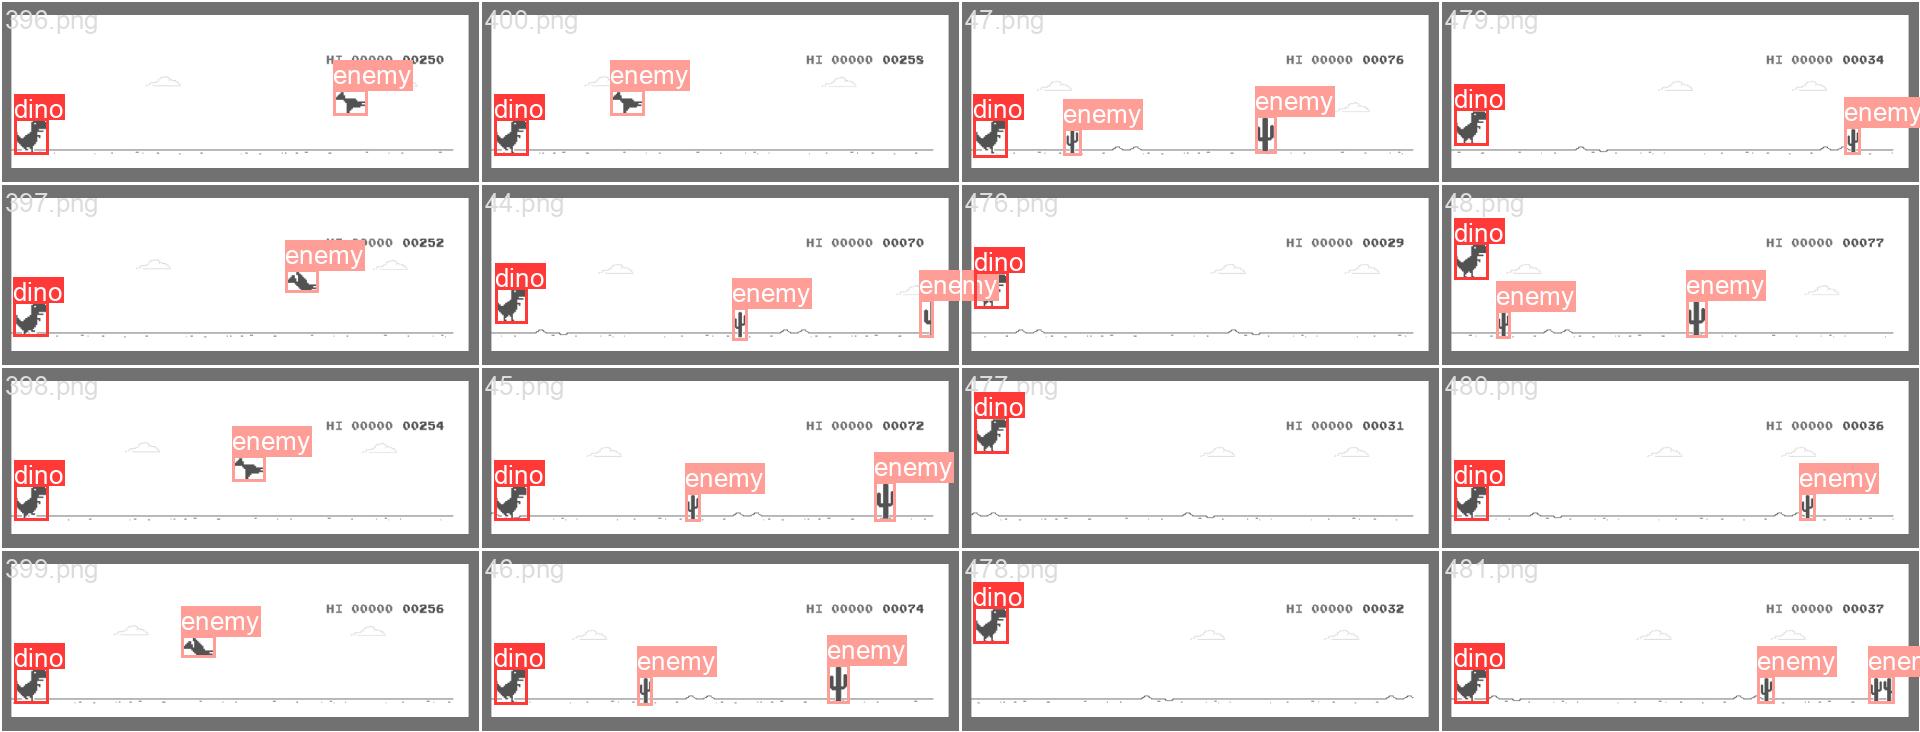 396.png
HI 00000 00250
enemy
dino
400.png
HI 00000 00258
enemy
dino
47.png
HI 00000 00076
enemy
enemy
dino
479.png
HI 00000 00034
dino
enemy
397.png
HI 00000 00252
enemy
dino
44.png
HI 00000 00070
dino
enemy
enemy
476.png
HI 00000 00029
dino
48.png
dino
HI 00000 00077
enemy
enemy
398.png
HI 00000 00254
enemy
dino
45.png
HI 00000 00072
enemy
enemy
dino
477.png
dino
HI 00000 00031
480.png
HI 00000 00036
dino
enemy
399.png
HI 00000 00256
enemy
dino
46.png
HI 00000 00074
enemy
enemy
dino
478.png
dino
HI 00000 00032
481.png
HI 00000 00037
dino
enemy
ener